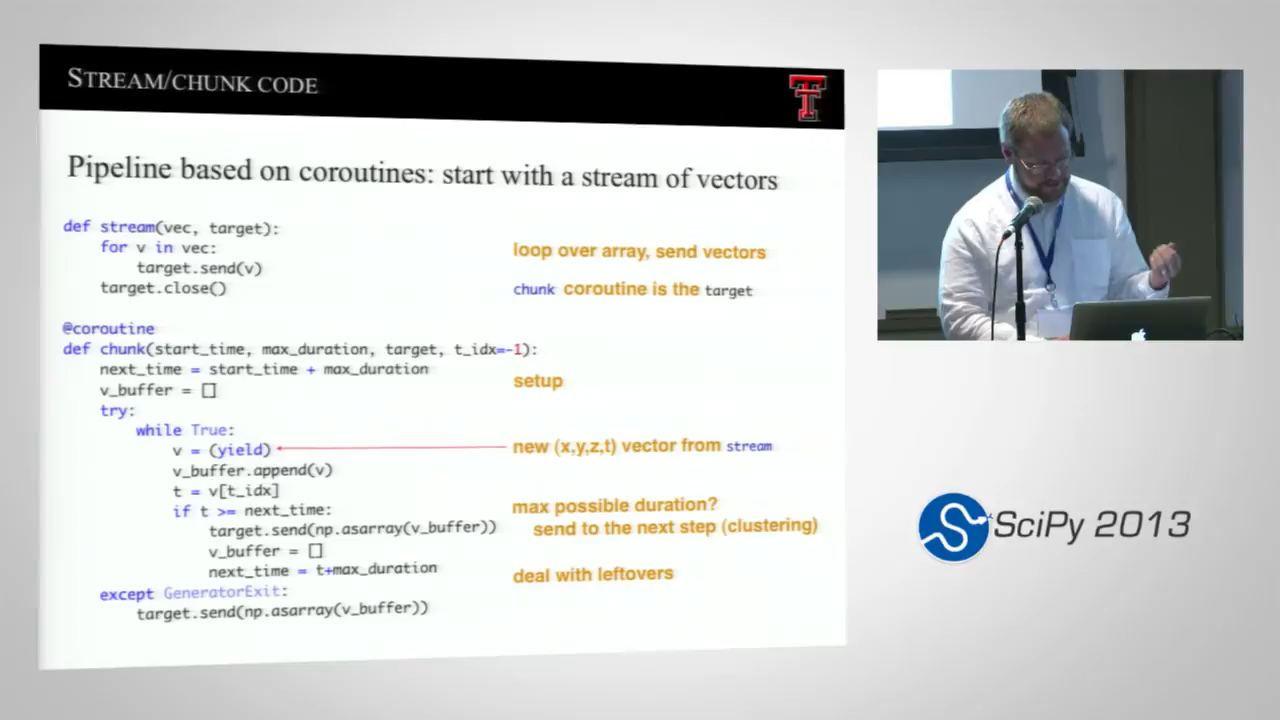 STREAM/CHUNK CODE
Pipeline based on coroutines: start with a stream of vectors
def stream(vec, target):
for v in vec:
target.send(v)
target.close()
loop over array, send vectors
chunk coroutine is the target
@coroutine
def chunk(start_time, max_duration, target, t_idx=-1):
next_time = start_time + max_duration
v_buffer = []
setup
try:
while True:
v = (yield)
new (x,y,z,t) vector from stream
v_buffer.append(v)
t = v[t_idx]
if t >= next_time:
max possible duration?
target.send(np.asarray(v_buffer))
send to the next step (clustering)
v_buffer = []
next_time = t+max_duration
deal with leftovers
except GeneratorExit:
target.send(np.asarray(v_buffer))
SciPy 2013